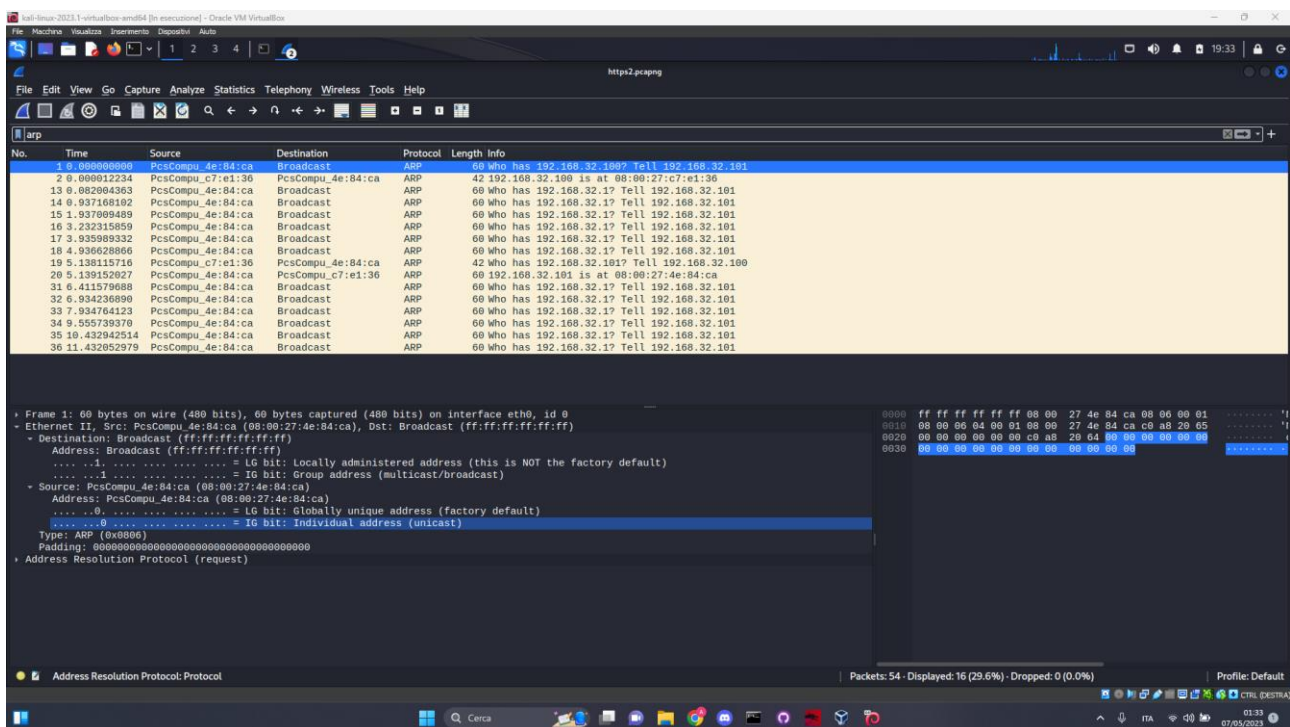 kali-linux-2023.1-virtualbox-amd64 [In esecuzione] - Oracle VM VirtualBox
File Macchina Visualizza Inserimento Dispositivi Aiuto
1 2 3 4 19:33
https2.pcapng
File Edit View Go Capture Analyze Statistics Telephony Wireless Tools Help
arp
No. Time Source Destination Protocol Length Info
1 0.000000000 PcsCompu_4e:84:ca Broadcast ARP 60 Who has 192.168.32.100? Tell 192.168.32.101
2 0.000012234 PcsCompu_c7:e1:36 PcsCompu_4e:84:ca ARP 42 192.168.32.100 is at 08:00:27:c7:e1:36
13 0.082004363 PcsCompu_4e:84:ca Broadcast ARP 60 Who has 192.168.32.1? Tell 192.168.32.101
14 0.937168102 PcsCompu_4e:84:ca Broadcast ARP 60 Who has 192.168.32.1? Tell 192.168.32.101
15 1.937009489 PcsCompu_4e:84:ca Broadcast ARP 60 Who has 192.168.32.1? Tell 192.168.32.101
16 3.232315859 PcsCompu_4e:84:ca Broadcast ARP 60 Who has 192.168.32.1? Tell 192.168.32.101
17 3.935989332 PcsCompu_4e:84:ca Broadcast ARP 60 Who has 192.168.32.1? Tell 192.168.32.101
18 4.936628866 PcsCompu_4e:84:ca Broadcast ARP 60 Who has 192.168.32.1? Tell 192.168.32.101
19 5.138115716 PcsCompu_c7:e1:36 PcsCompu_4e:84:ca ARP 42 Who has 192.168.32.101? Tell 192.168.32.100
20 5.139152027 PcsCompu_4e:84:ca PcsCompu_c7:e1:36 ARP 60 192.168.32.101 is at 08:00:27:4e:84:ca
31 6.411579688 PcsCompu_4e:84:ca Broadcast ARP 60 Who has 192.168.32.1? Tell 192.168.32.101
32 6.934236890 PcsCompu_4e:84:ca Broadcast ARP 60 Who has 192.168.32.1? Tell 192.168.32.101
33 7.934764123 PcsCompu_4e:84:ca Broadcast ARP 60 Who has 192.168.32.1? Tell 192.168.32.101
34 9.555739370 PcsCompu_4e:84:ca Broadcast ARP 60 Who has 192.168.32.1? Tell 192.168.32.101
35 10.432942514 PcsCompu_4e:84:ca Broadcast ARP 60 Who has 192.168.32.1? Tell 192.168.32.101
36 11.432052979 PcsCompu_4e:84:ca Broadcast ARP 60 Who has 192.168.32.1? Tell 192.168.32.101
Frame 1: 60 bytes on wire (480 bits), 60 bytes captured (480 bits) on interface eth0, id 0
Ethernet II, Src: PcsCompu_4e:84:ca (08:00:27:4e:84:ca), Dst: Broadcast (ff:ff:ff:ff:ff:ff)
Destination: Broadcast (ff:ff:ff:ff:ff:ff)
Address: Broadcast (ff:ff:ff:ff:ff:ff)
.... ..1. .... .... .... .... = LG bit: Locally administered address (this is NOT the factory default)
.... ...1 .... .... .... .... = IG bit: Group address (multicast/broadcast)
Source: PcsCompu_4e:84:ca (08:00:27:4e:84:ca)
Address: PcsCompu_4e:84:ca (08:00:27:4e:84:ca)
.... ..0. .... .... .... .... = LG bit: Globally unique address (factory default)
.... ...0 .... .... .... .... = IG bit: Individual address (unicast)
Type: ARP (0x0806)
Padding: 000000000000000000000000000000000000
Address Resolution Protocol (request)
0000 ff ff ff ff ff ff 08 00 27 4e 84 ca 08 06 00 01
0010 08 00 06 04 00 01 08 00 27 4e 84 ca c0 a8 20 65
0020 00 00 00 00 00 00 c0 a8 20 64 00 00 00 00 00 00
0030 00 00 00 00 00 00 00 00 00 00 00 00
Address Resolution Protocol: Protocol
Packets: 54 · Displayed: 16 (29.6%) · Dropped: 0 (0.0%)
Profile: Default
CTRL (DESTRA)
Cerca
ITA
01:33
07/05/2023